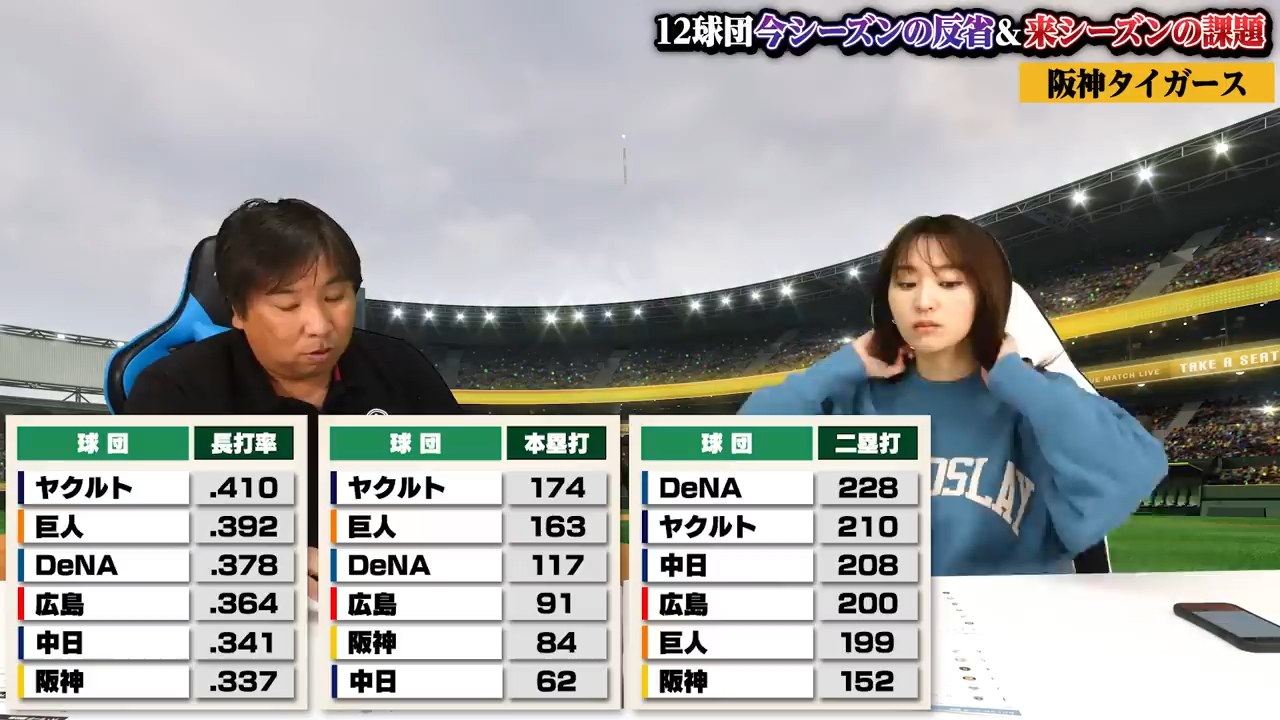 12球団今シーズンの反省&来シーズンの課題
阪神タイガース
TAKE A SEAT
MATCH LIVE
OSLAY
球団 長打率
ヤクルト .410
巨人 .392
DeNA .378
広島 .364
中日 .341
阪神 .337
球団 本塁打
ヤクルト 174
巨人 163
DeNA 117
広島 91
阪神 84
中日 62
球団 二塁打
DeNA 228
ヤクルト 210
中日 208
広島 200
巨人 199
阪神 152